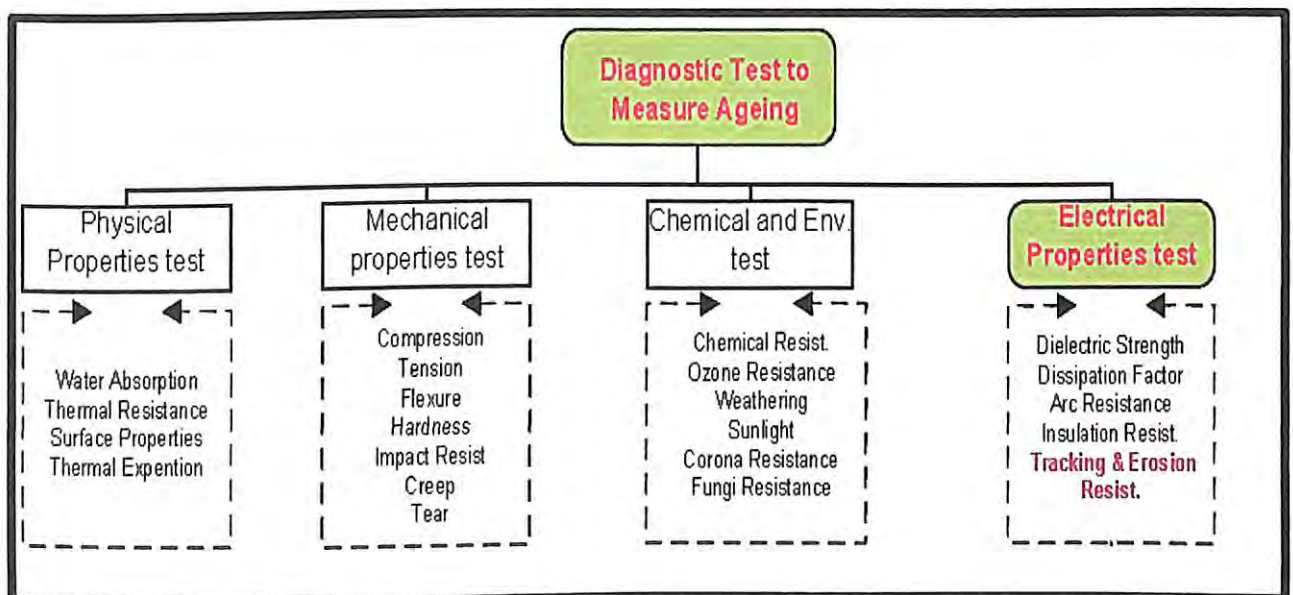 Diagnostic Test to
Measure Ageing
Physical
Properties test
Water Absorption
Thermal Resistance
Surface Properties
Thermal Expention
Mechanical
properties test
Compression
Tension
Flexure
Hardness
Impact Resist
Creep
Tear
Chemical and Env.
test
Chemical Resist.
Ozone Resistance
Weathering
Sunlight
Corona Resistance
Fungi Resistance
Electrical
Properties test
Dielectric Strength
Dissipation Factor
Arc Resistance
Insulation Resist.
Tracking & Erosion
Resist.